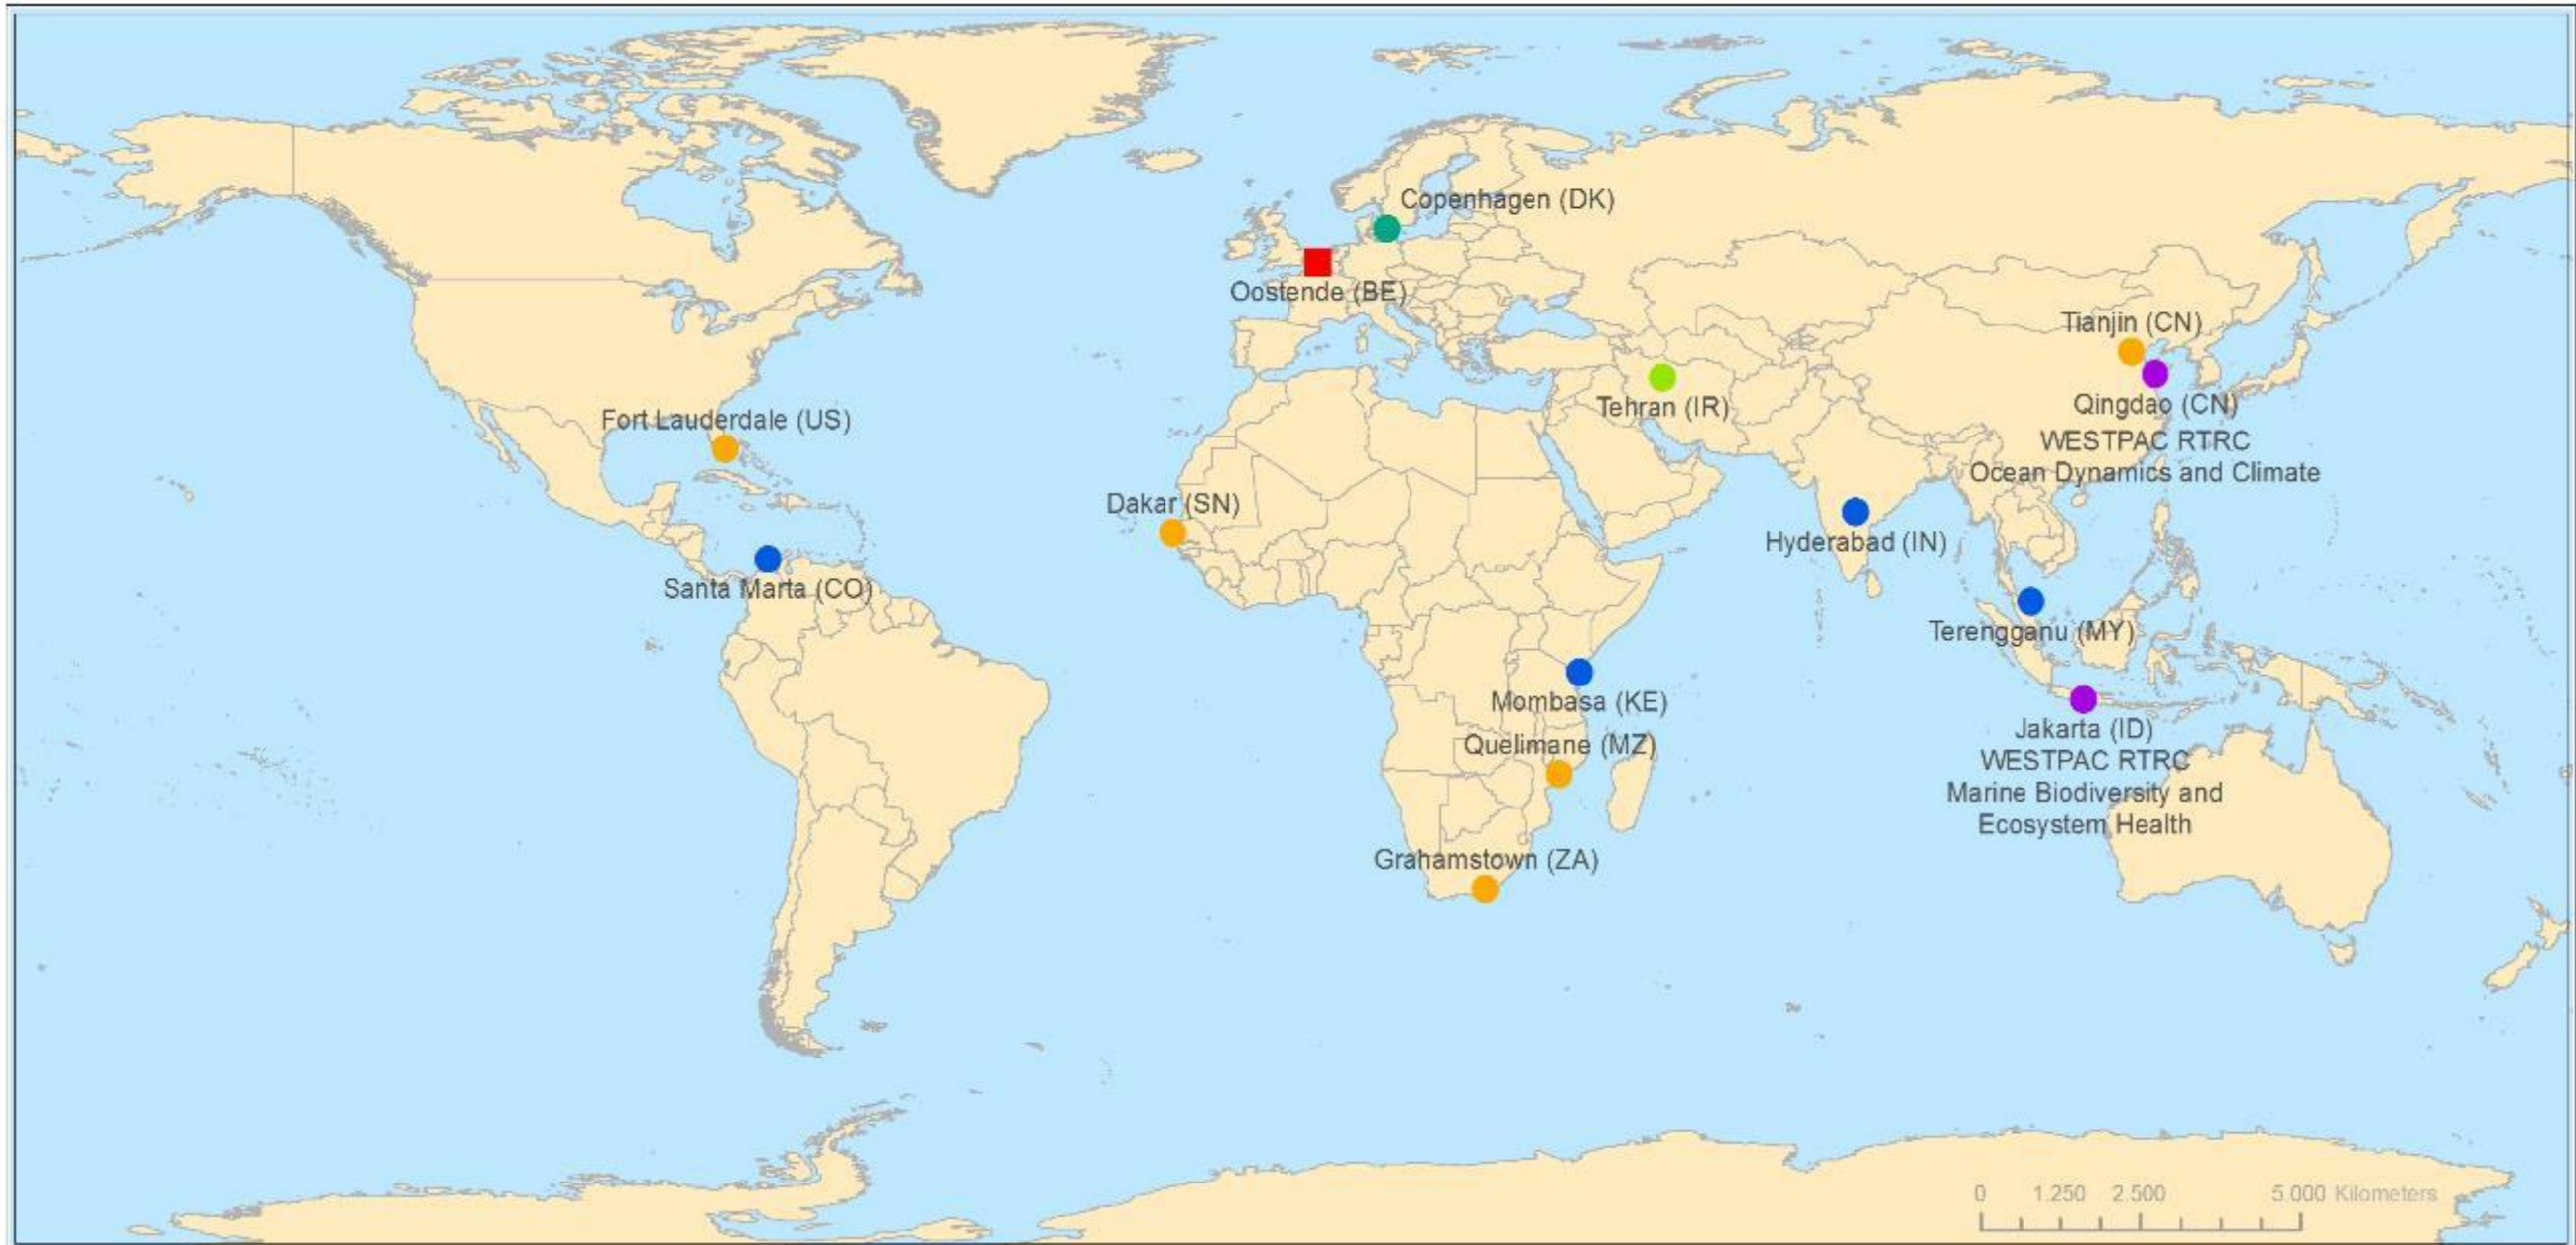 Copenhagen (DK)
Oostende (BE)
Tianjin (CN)
Tehran (IR)
Qingdao (CN)
WESTPAC RTRC
Ocean Dynamics and Climate
Fort Lauderdale (US)
Dakar (SN)
Hyderabad (IN)
Santa Marta (CO)
Terengganu (MY)
Mombasa (KE)
Jakarta (ID)
WESTPAC RTRC
Marine Biodiversity and
Ecosystem Health
Quelimane (MZ)
Grahamstown (ZA)
0 1.250 2.500 5.000 Kilometers